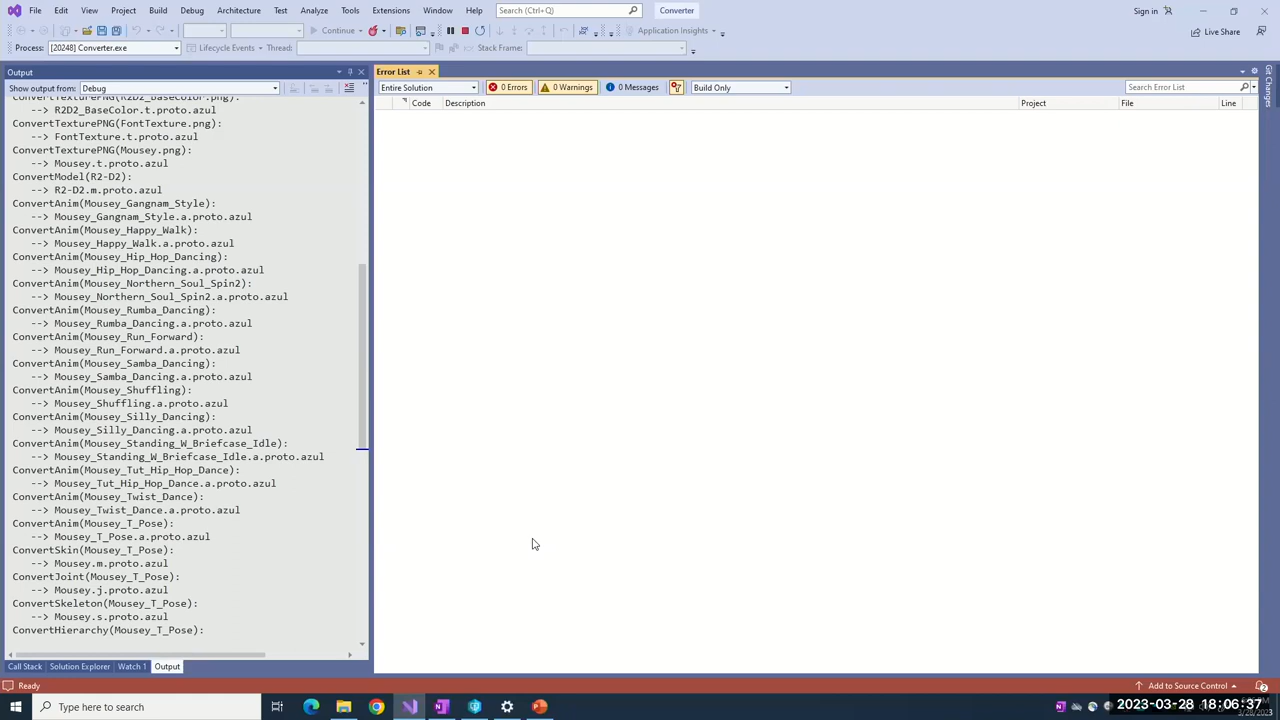 File Edit View Project Build Debug Architecture Test Analyze Tools Extensions Window Help Search (Ctrl+Q) Converter Sign in
Continue Application Insights Live Share
Process: [20248] Converter.exe Lifecycle Events Thread: Stack Frame:
Output
Show output from: Debug
ConvertTexturePNG(R2D2_BaseColor.png):
--> R2D2_BaseColor.t.proto.azul
ConvertTexturePNG(FontTexture.png):
--> FontTexture.t.proto.azul
ConvertTexturePNG(Mousey.png):
--> Mousey.t.proto.azul
ConvertModel(R2-D2):
--> R2-D2.m.proto.azul
ConvertAnim(Mousey_Gangnam_Style):
--> Mousey_Gangnam_Style.a.proto.azul
ConvertAnim(Mousey_Happy_Walk):
--> Mousey_Happy_Walk.a.proto.azul
ConvertAnim(Mousey_Hip_Hop_Dancing):
--> Mousey_Hip_Hop_Dancing.a.proto.azul
ConvertAnim(Mousey_Northern_Soul_Spin2):
--> Mousey_Northern_Soul_Spin2.a.proto.azul
ConvertAnim(Mousey_Rumba_Dancing):
--> Mousey_Rumba_Dancing.a.proto.azul
ConvertAnim(Mousey_Run_Forward):
--> Mousey_Run_Forward.a.proto.azul
ConvertAnim(Mousey_Samba_Dancing):
--> Mousey_Samba_Dancing.a.proto.azul
ConvertAnim(Mousey_Shuffling):
--> Mousey_Shuffling.a.proto.azul
ConvertAnim(Mousey_Silly_Dancing):
--> Mousey_Silly_Dancing.a.proto.azul
ConvertAnim(Mousey_Standing_W_Briefcase_Idle):
--> Mousey_Standing_W_Briefcase_Idle.a.proto.azul
ConvertAnim(Mousey_Tut_Hip_Hop_Dance):
--> Mousey_Tut_Hip_Hop_Dance.a.proto.azul
ConvertAnim(Mousey_Twist_Dance):
--> Mousey_Twist_Dance.a.proto.azul
ConvertAnim(Mousey_T_Pose):
--> Mousey_T_Pose.a.proto.azul
ConvertSkin(Mousey_T_Pose):
--> Mousey.m.proto.azul
ConvertJoint(Mousey_T_Pose):
--> Mousey.j.proto.azul
ConvertSkeleton(Mousey_T_Pose):
--> Mousey.s.proto.azul
ConvertHierarchy(Mousey_T_Pose):
Call Stack Solution Explorer Watch 1 Output
Error List
Entire Solution 0 Errors 0 Warnings 0 Messages Build Only Search Error List
Code Description Project File Line
Git Changes
Ready Add to Source Control 2
Type here to search 2023-03-28 18:06:37